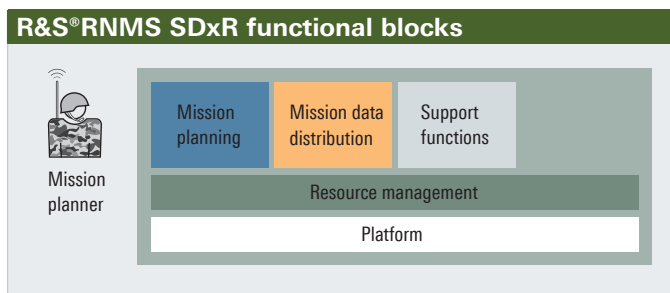 R&S®RNMS SDxR functional blocks
Mission planning
Mission data distribution
Support functions
Mission planner
Resource management
Platform